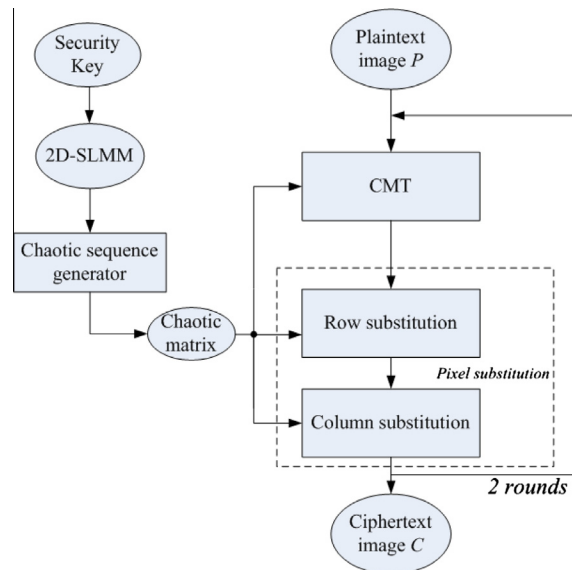 Security
Key
2D-SLMM
Chaotic sequence
generator
Chaotic
matrix
Plaintext
image P
CMT
Row substitution
Pixel substitution
Column substitution
2 rounds
Ciphertext
image C